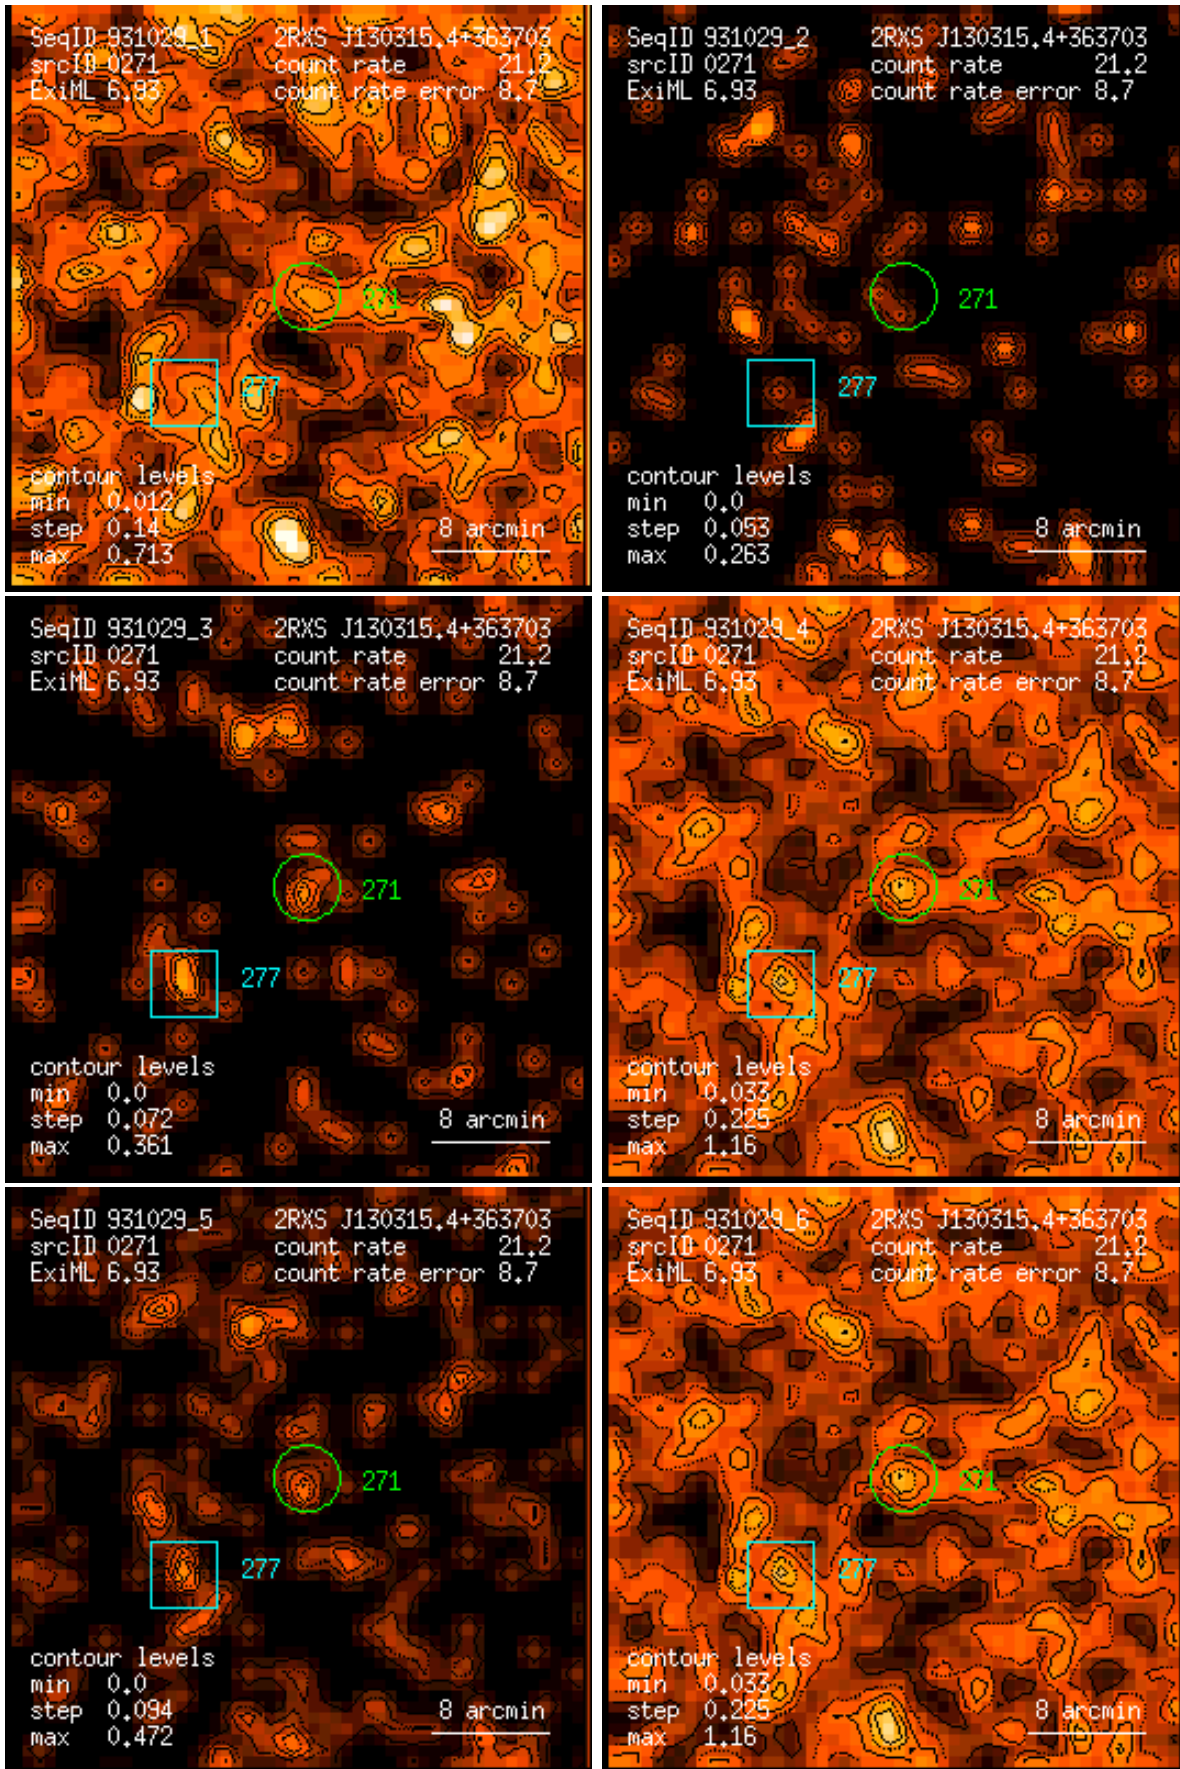 SeqID 931029_1 2RXS J130315.4+363703
srcID 0271 count rate 21.2
ExiML 6.93 count rate error 8.7
271
277
contour levels
min 0.012
step 0.14
max 0.713
8 arcmin
SeqID 931029_2 2RXS J130315.4+363703
srcID 0271 count rate 21.2
ExiML 6.93 count rate error 8.7
271
277
contour levels
min 0.0
step 0.053
max 0.263
8 arcmin
SeqID 931029_3 2RXS J130315.4+363703
srcID 0271 count rate 21.2
ExiML 6.93 count rate error 8.7
271
277
contour levels
min 0.0
step 0.072
max 0.361
8 arcmin
SeqID 931029_4 2RXS J130315.4+363703
srcID 0271 count rate 21.2
ExiML 6.93 count rate error 8.7
271
277
contour levels
min 0.033
step 0.225
max 1.16
8 arcmin
SeqID 931029_5 2RXS J130315.4+363703
srcID 0271 count rate 21.2
ExiML 6.93 count rate error 8.7
271
277
contour levels
min 0.0
step 0.094
max 0.472
8 arcmin
SeqID 931029_6 2RXS J130315.4+363703
srcID 0271 count rate 21.2
ExiML 6.93 count rate error 8.7
271
277
contour levels
min 0.033
step 0.225
max 1.16
8 arcmin